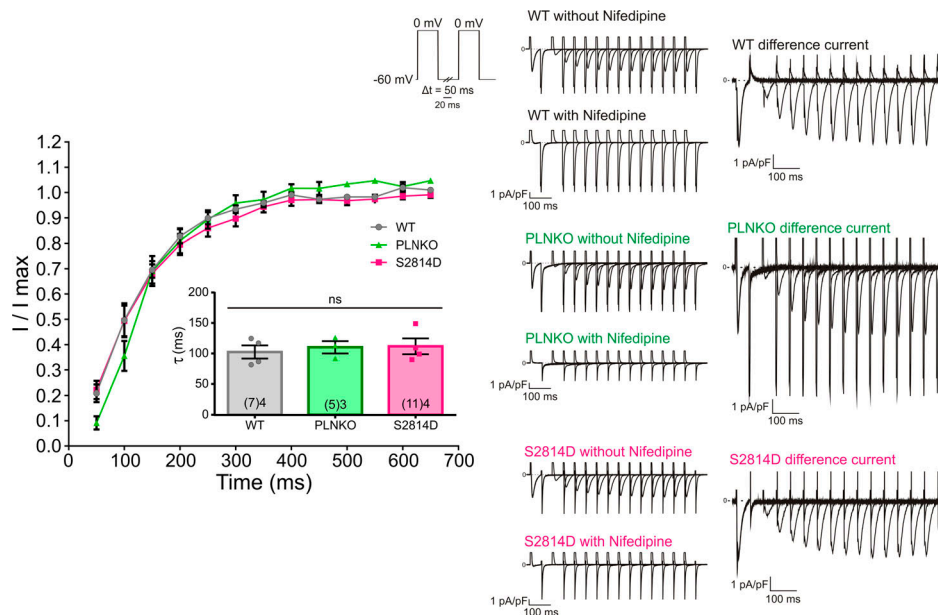 0 mV 0 mV
-60 mV
Δt = 50 ms
20 ms
I / I max
1.2
1.1
1.0
0.9
0.8
0.7
0.6
0.5
0.4
0.3
0.2
0.1
0.0
0 100 200 300 400 500 600 700
Time (ms)
WT
PLNKO
S2814D
ns
τ (ms)
200
150
100
50
0
(7)4 (5)3 (11)4
WT PLNKO S2814D
WT without Nifedipine
0
WT with Nifedipine
0
1 pA/pF
100 ms
PLNKO without Nifedipine
0
PLNKO with Nifedipine
0
1 pA/pF
100 ms
S2814D without Nifedipine
0
S2814D with Nifedipine
0
1 pA/pF
100 ms
WT difference current
0
1 pA/pF
100 ms
PLNKO difference current
0
1 pA/pF
100 ms
S2814D difference current
0
1 pA/pF
100 ms